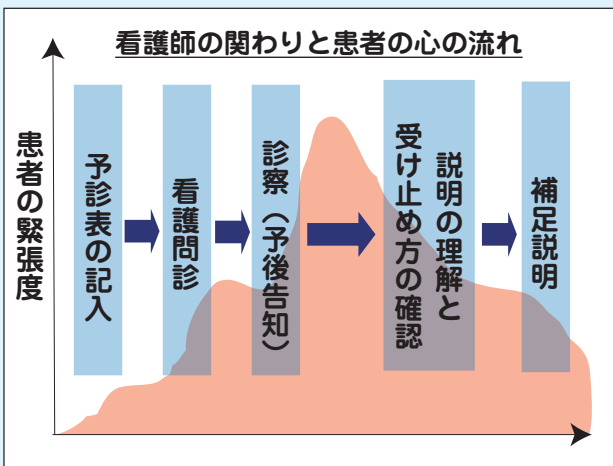 看護師の関わりと患者の心の流れ
患者の緊張度
予診表の記入
看護問診
診察（予後告知）
説明の理解と
受け止め方の確認
補足説明